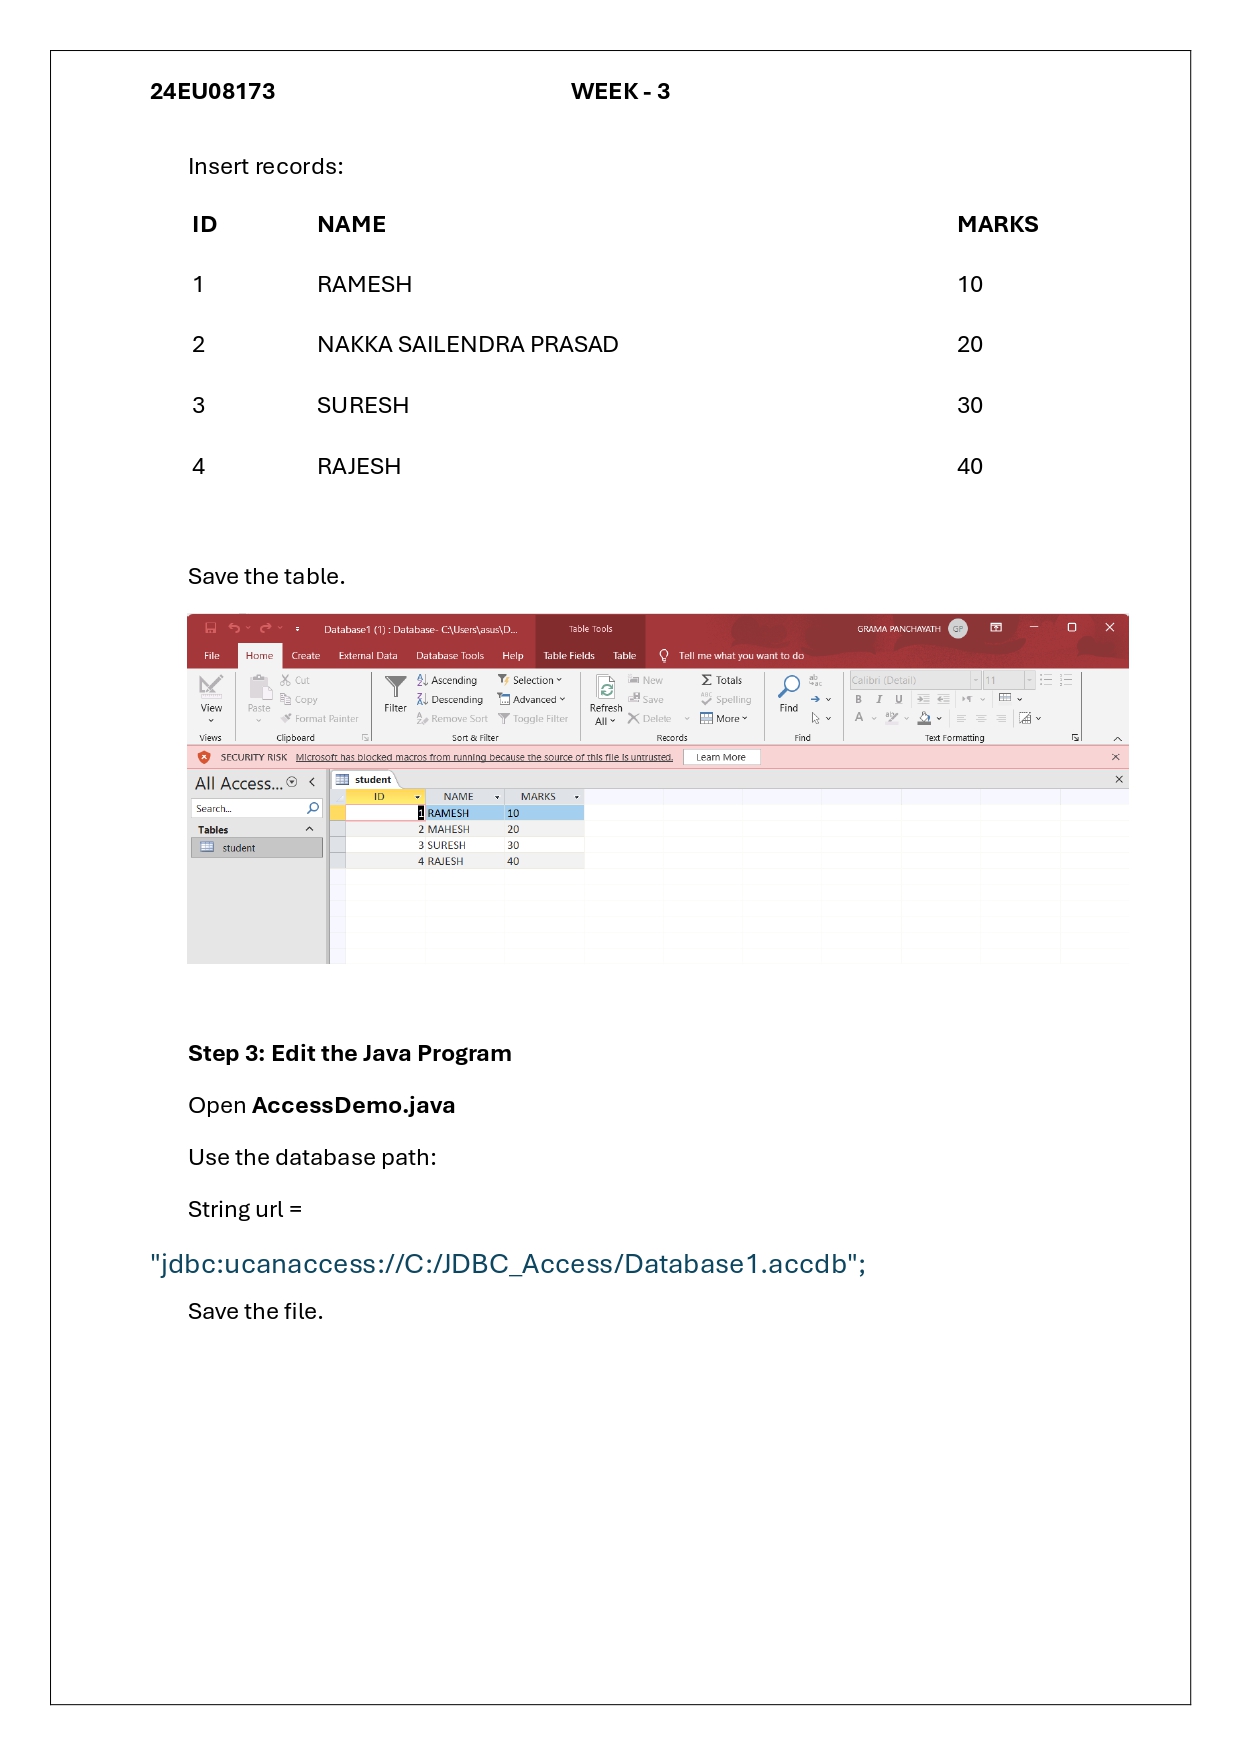 24EU08173 WEEK - 3
Insert records:
ID NAME MARKS
1 RAMESH 10
2 NAKKA SAILENDRA PRASAD 20
3 SURESH 30
4 RAJESH 40
Save the table.
Database1 (1) : Database- C:\Users\asus\D... Table Tools GRAMA PANCHAYATH GP
File Home Create External Data Database Tools Help Table Fields Table Tell me what you want to do
View Paste Cut Copy Format Painter Filter Ascending Descending Remove Sort Selection Advanced Toggle Filter Refresh All New Save Delete Totals Spelling More Find Calibri (Detail) 11 B I U A
Views Clipboard Sort & Filter Records Find Text Formatting
SECURITY RISK Microsoft has blocked macros from running because the source of this file is untrusted. Learn More
All Access... student
Search...
Tables
student
ID NAME MARKS
1 RAMESH 10
2 MAHESH 20
3 SURESH 30
4 RAJESH 40
Step 3: Edit the Java Program
Open AccessDemo.java
Use the database path:
String url =
"jdbc:ucanaccess://C:/JDBC_Access/Database1.accdb";
Save the file.